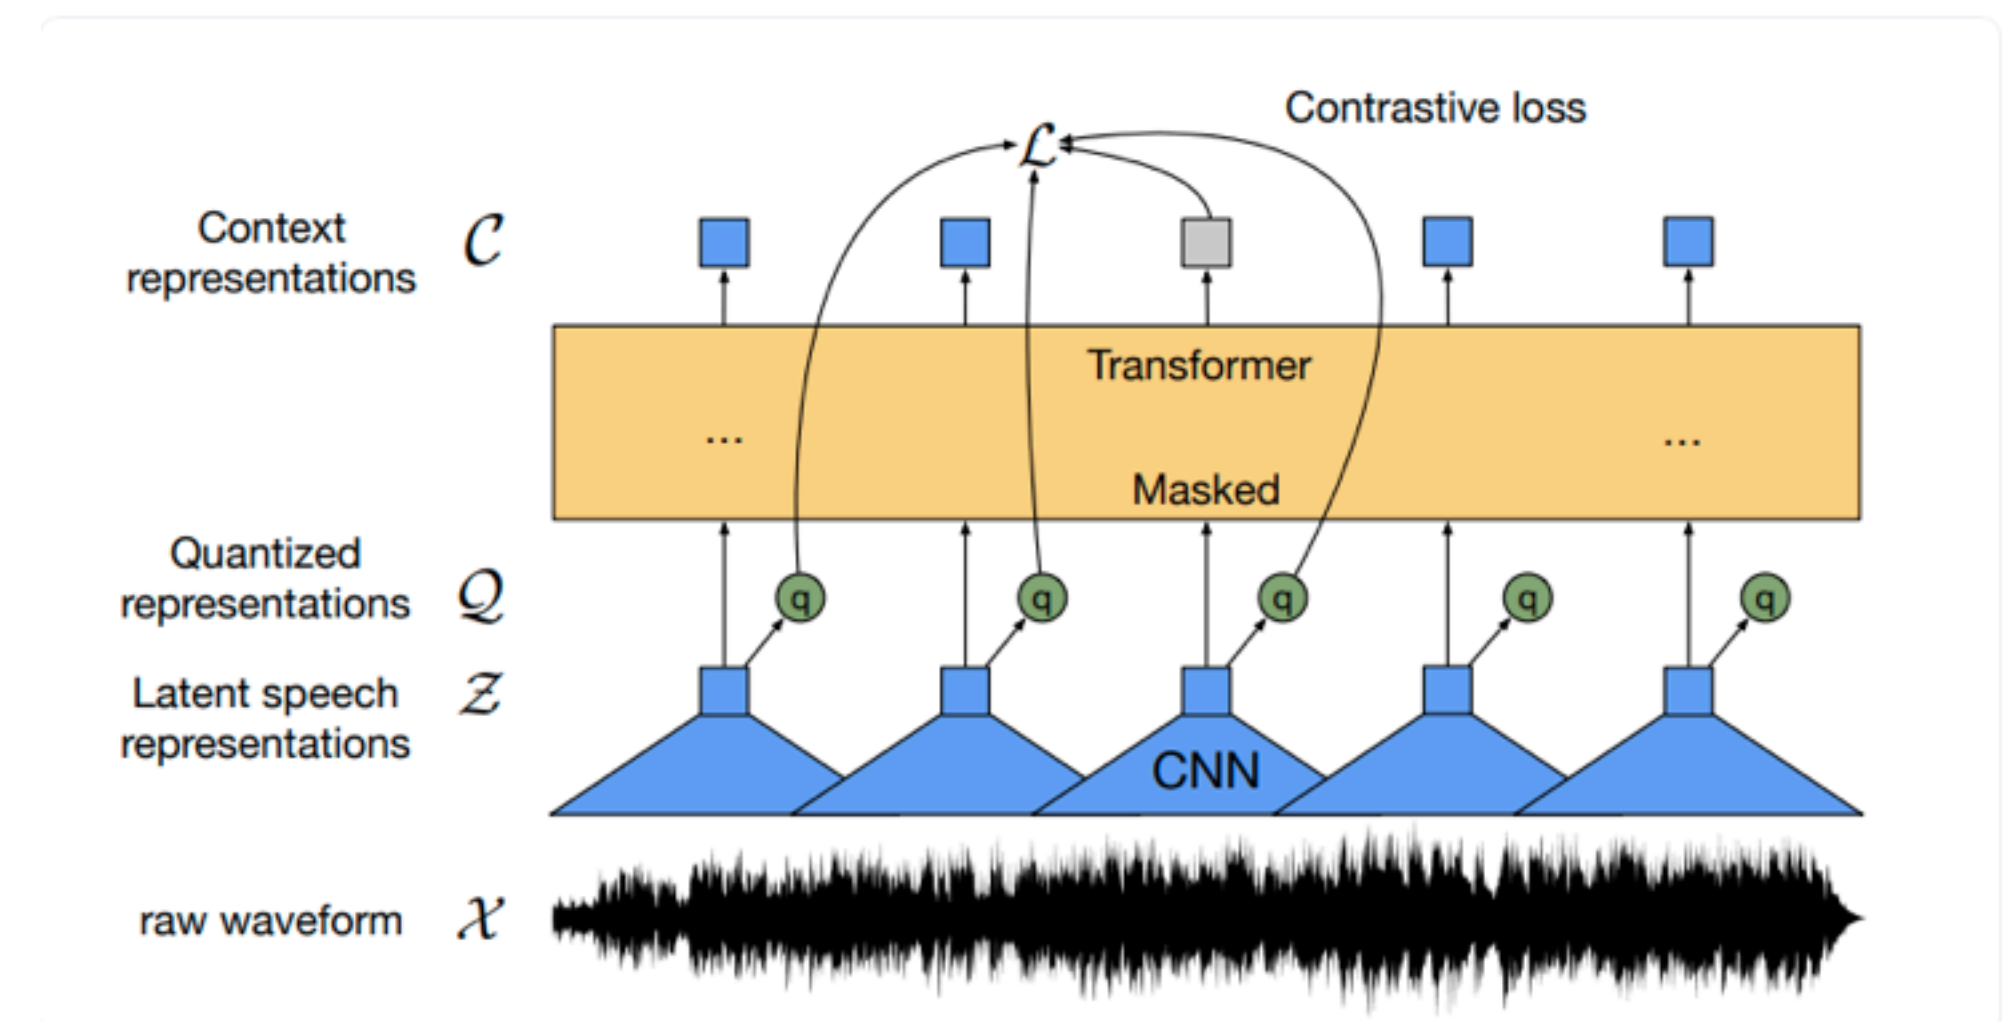 Contrastive loss
ℒ
Context
representations
𝒞
Transformer
...
...
Masked
Quantized
representations
𝒬
q
q
q
q
q
Latent speech
representations
𝒵
CNN
raw waveform
𝒳